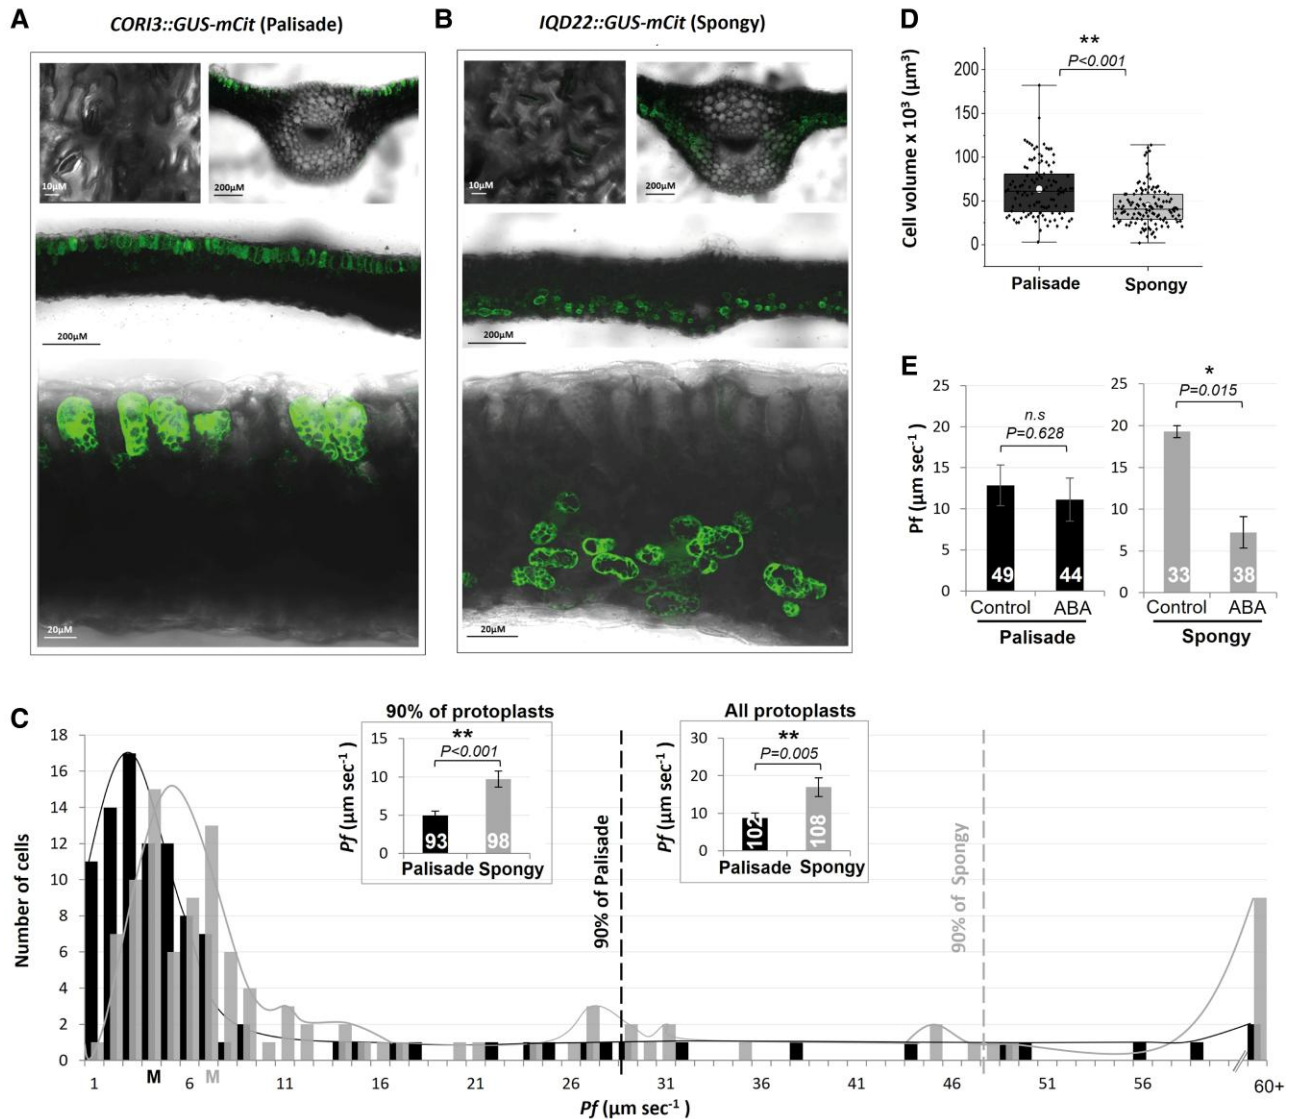 A
CORI3::GUS-mCit (Palisade)
10µM
200µM
200µM
20µM
B
IQD22::GUS-mCit (Spongy)
10µM
200µM
200µM
20µM
D
**
P<0.001
Cell volume x 10³ (µm³)
200
150
100
50
0
Palisade
Spongy
E
Pf (µm sec⁻¹)
25
20
15
10
5
0
n.s
P=0.628
49
44
Control
ABA
Palisade
25
20
15
10
5
0
*
P=0.015
33
38
Control
ABA
Spongy
C
Number of cells
18
16
14
12
10
8
6
4
2
0
90% of protoplasts
**
P<0.001
Pf (µm sec⁻¹)
15
10
5
0
93
98
Palisade Spongy
90% of Palisade
All protoplasts
**
P=0.005
Pf (µm sec⁻¹)
30
20
10
0
102
108
Palisade Spongy
90% of Spongy
1 M 6 M 11 16 21 26 31 36 41 46 51 56 60+
Pf (µm sec⁻¹)